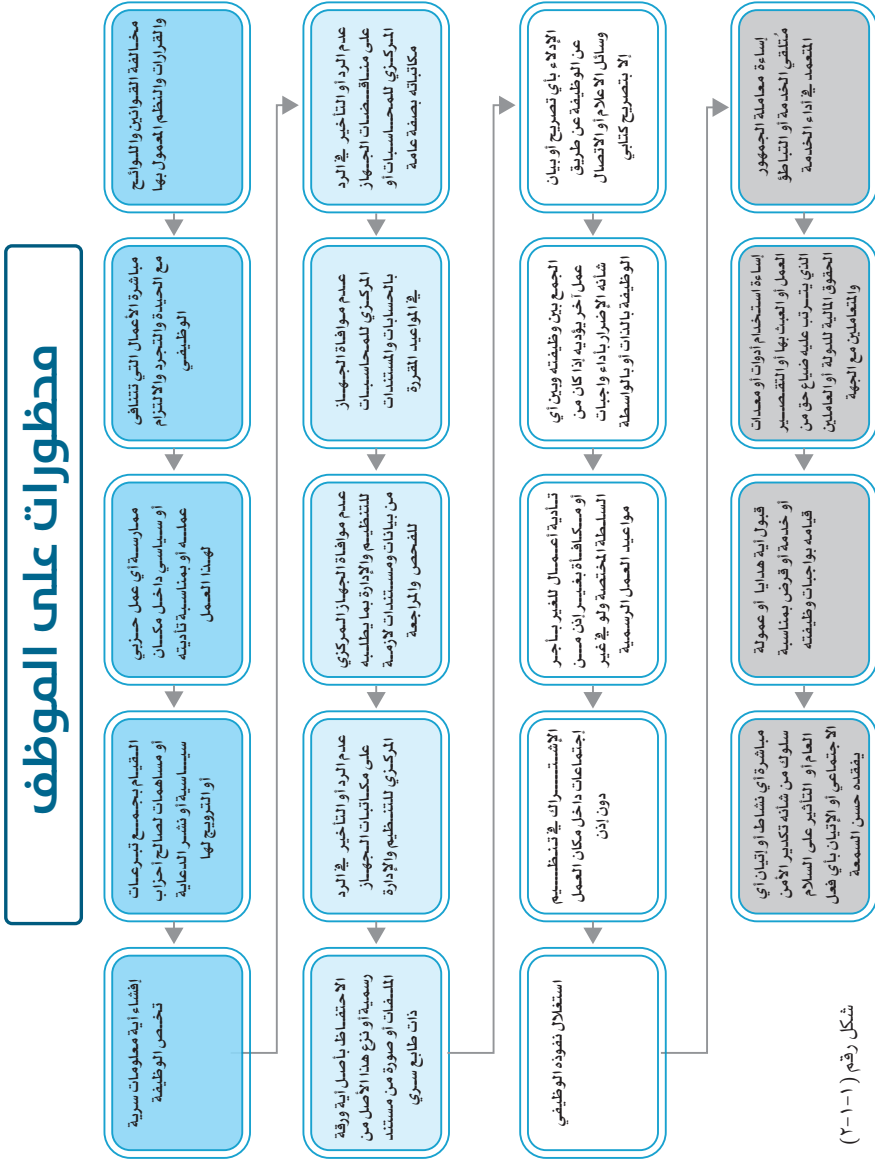 محظورات على الموظف
مخالفة القوانين واللوائح
والقرارات والنظم المعمول بها
مباشرة الأعمال التي تتنافى
مع الحيدة والتجرد والالتزام
الوظيفي
ممارسة أي عمل حزبي
أو سياسي داخل مكان
عمله أو بمناسبة تأديته
لهذا العمل
القيام بجمع تبرعات
أو مساهمات لصالح أحزاب
سياسية أو نشر الدعاية
أو الترويج لها
إفشاء أية معلومات سرية
تخص الوظيفة
عدم الرد أو التأخير في الرد
على مناقضات الجهاز
المركزي للمحاسبات أو
مكاتباته بصفة عامة
عدم موافاة الجهاز
المركزي للمحاسبات
بالحسابات والمستندات
في المواعيد المقررة
عدم موافاة الجهاز المركزي
للتنظيم والإدارة بما يطلبه
من بيانات ومستندات لازمة
للفحص والمراجعة
عدم الرد أو التأخير في الرد
على مكاتبات الجهاز
المركزي للتنظيم والإدارة
الاحتفاظ بأصل أية ورقة
رسمية أو نزع هذا الأصل من
الملفات أو صورة من مستند
ذات طابع سري
الإدلاء بأي تصريح أو بيان
عن الوظيفة عن طريق
وسائل الاعلام أو الاتصال
إلا بتصريح كتابي
الجمع بين وظيفته وبين أي
عمل آخر يؤديه إذا كان من
شأنه الإضرار بأداء واجبات
الوظيفة بالذات أو بالواسطة
تأدية أعمال للغير بأجر
أو مكافأة بغير إذن من
السلطة المختصة ولو في غير
مواعيد العمل الرسمية
الإشتراك في تنظيم
إجتماعات داخل مكان العمل
دون إذن
استغلال نفوذه الوظيفي
إساءة معاملة الجمهور
مُتلقي الخدمة أو التباطؤ
المتعمد في أداء الخدمة
إساءة استخدام ادوات أو معدات
العمل أو العبث بها أو التقصير
الذي يترتب عليه ضياع حق من
الحقوق المالية للدولة أو العاملين
والمتعاملين مع الجهة
قبول أية هدايا أو عمولة
أو خدمة أو قرض بمناسبة
قيامه بواجبات وظيفته
مباشرة أي نشاط أو إتيان أي
سلوك من شأنه تكدير الأمن
العام أو التأثير على السلام
الاجتماعي أو الإتيان بأي فعل
يفقده حسن السمعة
شكل رقم (١-١-٢)